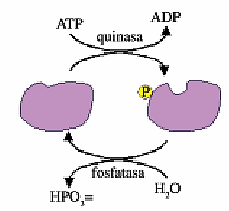 ATP ADP
quinasa
P
fosfatasa
HPO₃= H₂O